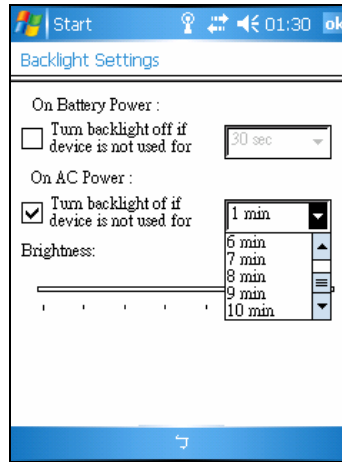 Start 01:30 ok
Backlight Settings
On Battery Power :
Turn backlight off if
device is not used for
30 sec
On AC Power :
Turn backlight of if
device is not used for
1 min
6 min
7 min
8 min
9 min
10 min
Brightness: